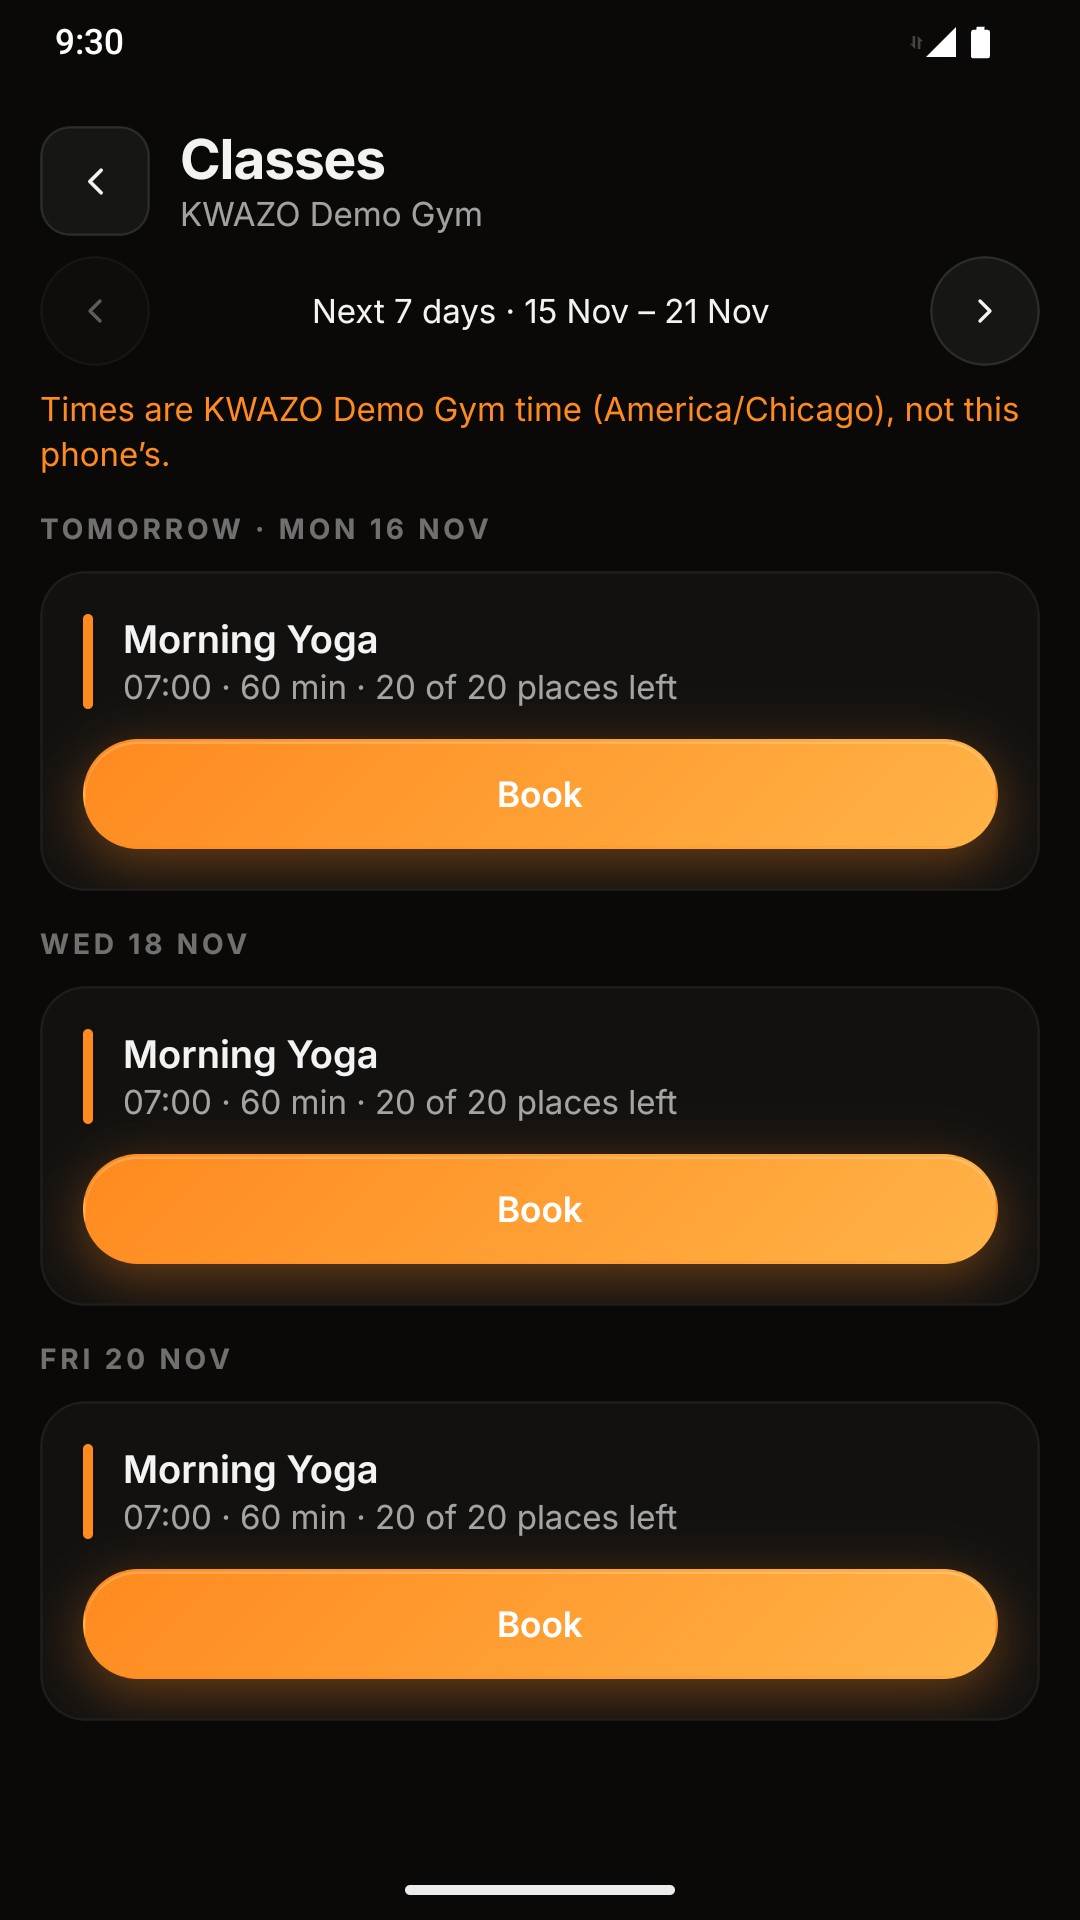 9:30
Classes
KWAZO Demo Gym
Next 7 days · 15 Nov – 21 Nov
Times are KWAZO Demo Gym time (America/Chicago), not this
phone’s.
TOMORROW · MON 16 NOV
Morning Yoga
07:00 · 60 min · 20 of 20 places left
Book
WED 18 NOV
Morning Yoga
07:00 · 60 min · 20 of 20 places left
Book
FRI 20 NOV
Morning Yoga
07:00 · 60 min · 20 of 20 places left
Book